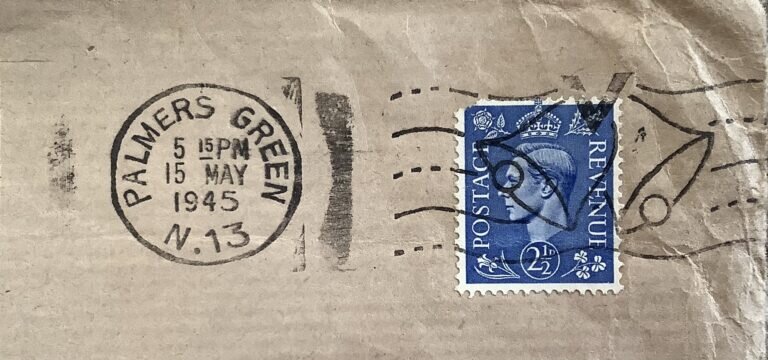 PALMERS GREEN
5 15 PM
15 MAY
1945
N.13
V
POSTAGE
REVENUE
2½D